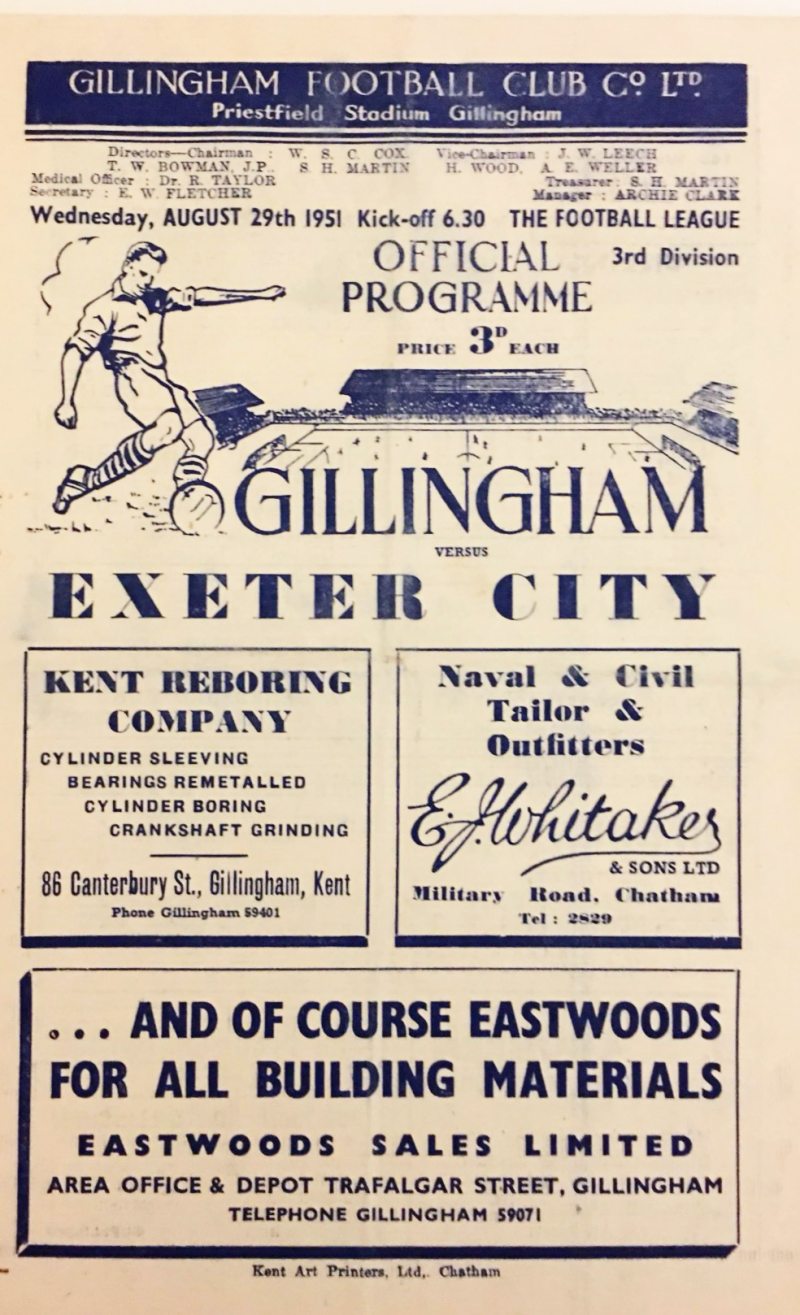 GILLINGHAM FOOTBALL CLUB Cº LTD.
Priestfield Stadium Gillingham
Directors—Chairman : W. S. C. COX. Vice-Chairman : J. W. LEECH
T. W. BOWMAN, J.P. S. H. MARTIN H. WOOD, A. E. WELLER
Medical Officer : Dr. R. TAYLOR Treasurer: S. H. MARTIN
Secretary : E. W. FLETCHER Manager : ARCHIE CLARK
Wednesday, AUGUST 29th 1951 Kick-off 6.30 THE FOOTBALL LEAGUE
OFFICIAL 3rd Division
PROGRAMME
PRICE 3D EACH
GILLINGHAM
VERSUS
EXETER CITY
KENT REBORING
COMPANY
CYLINDER SLEEVING
BEARINGS REMETALLED
CYLINDER BORING
CRANKSHAFT GRINDING
86 Canterbury St., Gillingham, Kent
Phone Gillingham 59401
Naval & Civil
Tailor &
Outfitters
E. J. Whitaker
& SONS LTD
Military Road. Chatham
Tel : 2829
... AND OF COURSE EASTWOODS
FOR ALL BUILDING MATERIALS
EASTWOODS SALES LIMITED
AREA OFFICE & DEPOT TRAFALGAR STREET, GILLINGHAM
TELEPHONE GILLINGHAM 59071
Kent Art Printers, Ltd,. Chatham